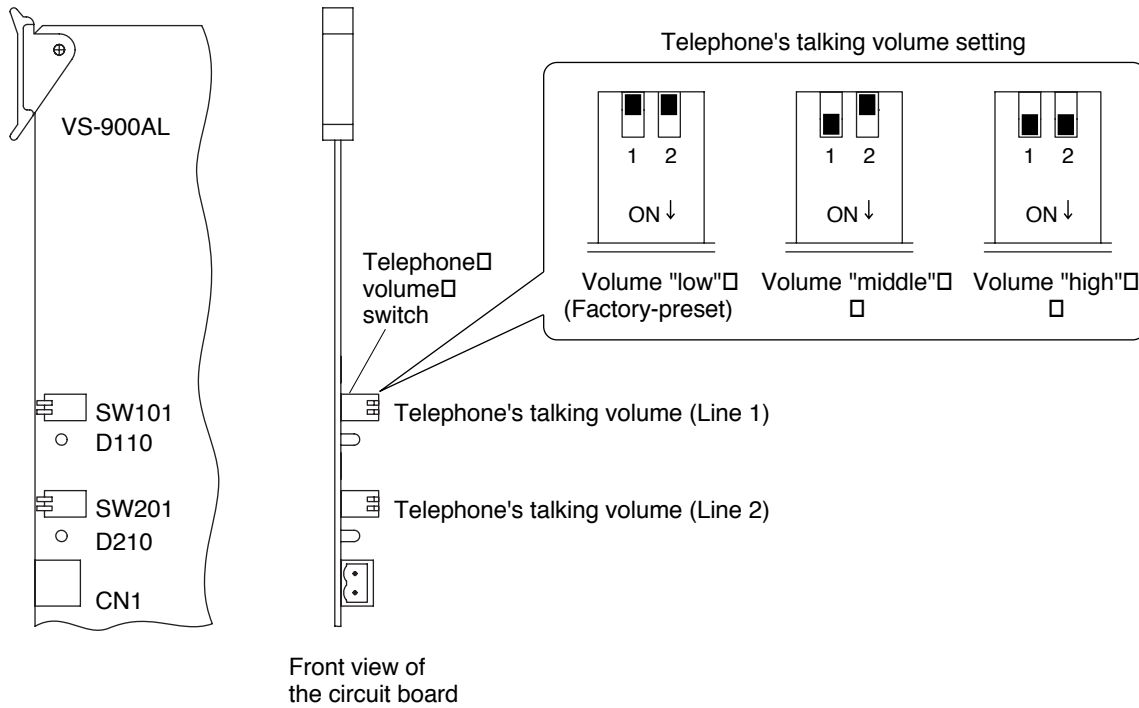 Telephone's talking volume setting
VS-900AL
1 2
ON ↓
1 2
ON ↓
1 2
ON ↓
Volume "low"□
(Factory-preset)
Volume "middle"□
□
Volume "high"□
□
Telephone□
volume□
switch
SW101
D110
SW201
D210
CN1
Telephone's talking volume (Line 1)
Telephone's talking volume (Line 2)
Front view of
the circuit board